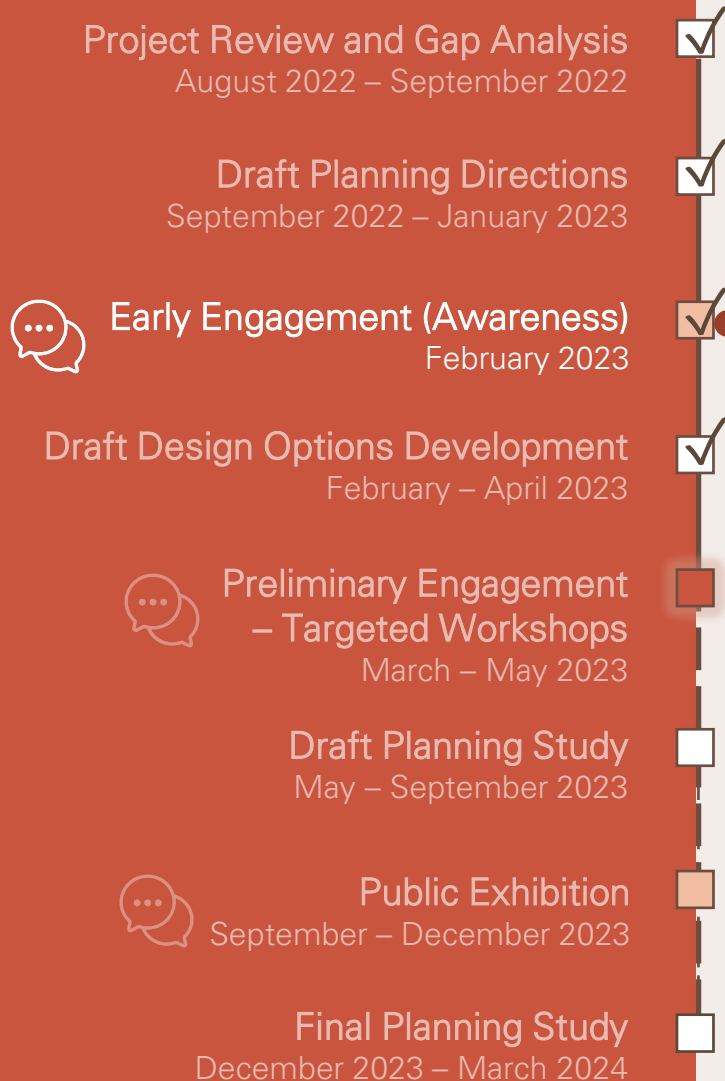 Project Review and Gap Analysis
August 2022 – September 2022
Draft Planning Directions
September 2022 – January 2023
Early Engagement (Awareness)
February 2023
Draft Design Options Development
February – April 2023
Preliminary Engagement
– Targeted Workshops
March – May 2023
Draft Planning Study
May – September 2023
Public Exhibition
September – December 2023
Final Planning Study
December 2023 – March 2024